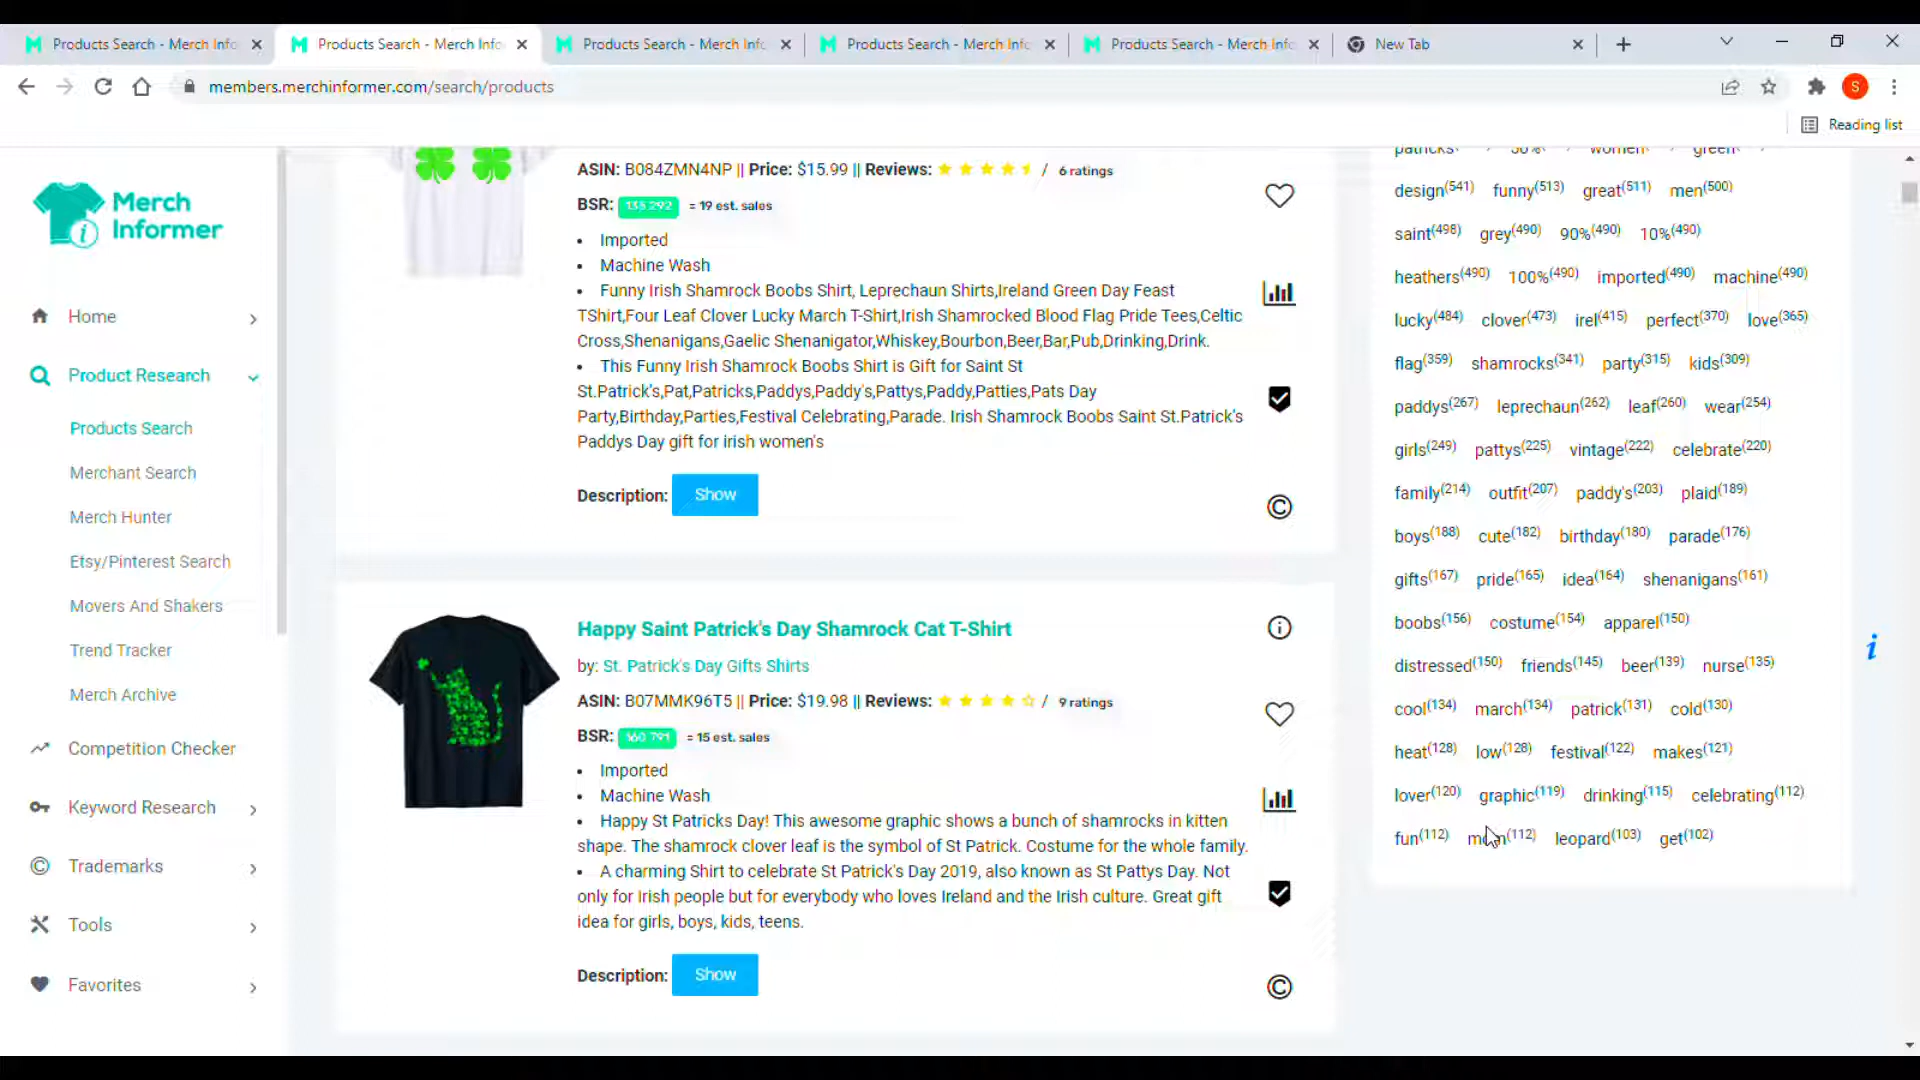 Products Search - Merch Info
Products Search - Merch Info
Products Search - Merch Info
Products Search - Merch Info
Products Search - Merch Info
New Tab
members.merchinformer.com/search/products
S
Reading list
Merch
Informer
Home
Product Research
Products Search
Merchant Search
Merch Hunter
Etsy/Pinterest Search
Movers And Shakers
Trend Tracker
Merch Archive
Competition Checker
Keyword Research
Trademarks
Tools
Favorites
ASIN: B084ZMN4NP || Price: $15.99 || Reviews: / 6 ratings
BSR: 135 292 = 19 est. sales
• Imported
• Machine Wash
• Funny Irish Shamrock Boobs Shirt, Leprechaun Shirts,Ireland Green Day Feast
TShirt,Four Leaf Clover Lucky March T-Shirt,Irish Shamrocked Blood Flag Pride Tees,Celtic
Cross,Shenanigans,Gaelic Shenanigator,Whiskey,Bourbon,Beer,Bar,Pub,Drinking,Drink.
• This Funny Irish Shamrock Boobs Shirt is Gift for Saint St
St.Patrick's,Pat,Patricks,Paddys,Paddy's,Pattys,Paddy,Patties,Pats Day
Party,Birthday,Parties,Festival Celebrating,Parade. Irish Shamrock Boobs Saint St.Patrick's
Paddys Day gift for irish women's
Description: Show
Happy Saint Patrick's Day Shamrock Cat T-Shirt
by: St. Patrick's Day Gifts Shirts
ASIN: B07MMK96T5 || Price: $19.98 || Reviews: / 9 ratings
BSR: 160 791 = 15 est. sales
• Imported
• Machine Wash
• Happy St Patricks Day! This awesome graphic shows a bunch of shamrocks in kitten
shape. The shamrock clover leaf is the symbol of St Patrick. Costume for the whole family.
• A charming Shirt to celebrate St Patrick's Day 2019, also known as St Pattys Day. Not
only for Irish people but for everybody who loves Ireland and the Irish culture. Great gift
idea for girls, boys, kids, teens.
Description: Show
patricks 50% women green
design(541) funny(513) great(511) men(500)
saint(498) grey(490) 90%(490) 10%(490)
heathers(490) 100%(490) imported(490) machine(490)
lucky(484) clover(473) irel(415) perfect(370) love(365)
flag(359) shamrocks(341) party(315) kids(309)
paddys(267) leprechaun(262) leaf(260) wear(254)
girls(249) pattys(225) vintage(222) celebrate(220)
family(214) outfit(207) paddy's(203) plaid(189)
boys(188) cute(182) birthday(180) parade(176)
gifts(167) pride(165) idea(164) shenanigans(161)
boobs(156) costume(154) apparel(150)
distressed(150) friends(145) beer(139) nurse(135)
cool(134) march(134) patrick(131) cold(130)
heat(128) low(128) festival(122) makes(121)
lover(120) graphic(119) drinking(115) celebrating(112)
fun(112) mom(112) leopard(103) get(102)